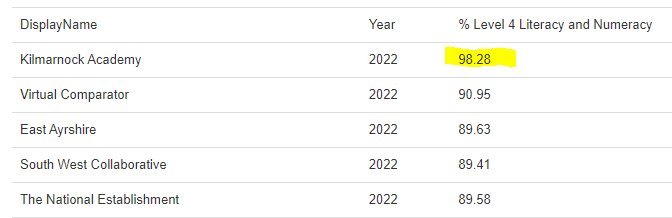 DisplayName Year % Level 4 Literacy and Numeracy
Kilmarnock Academy 2022 98.28
Virtual Comparator 2022 90.95
East Ayrshire 2022 89.63
South West Collaborative 2022 89.41
The National Establishment 2022 89.58